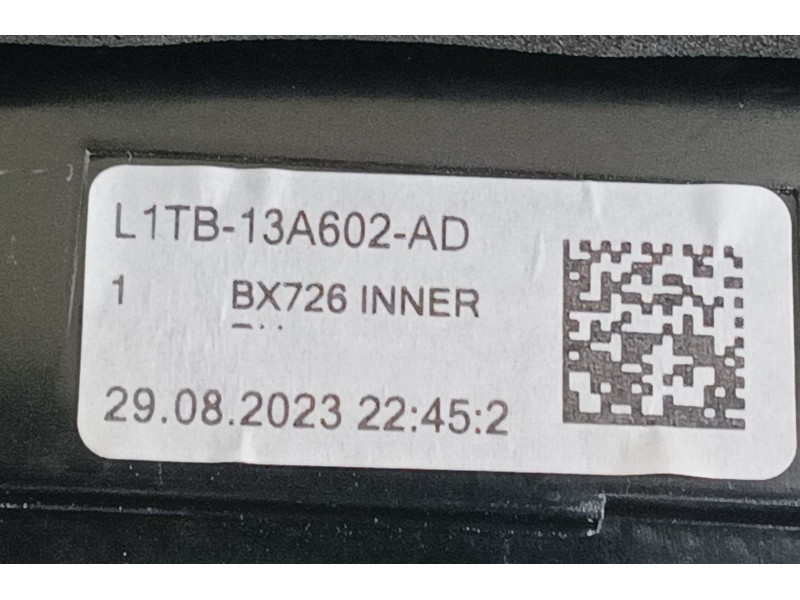 L1TB-13A602-AD
1 BX726 INNER
29.08.2023 22:45:2